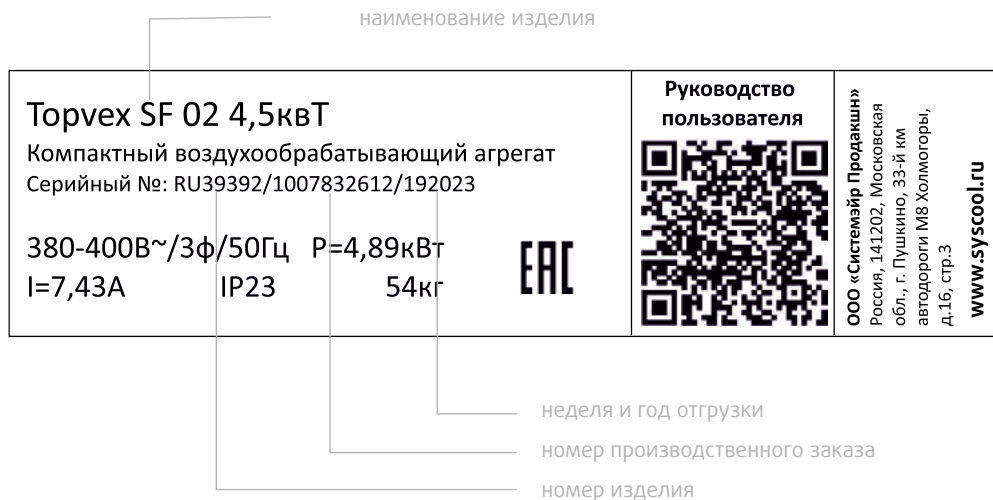 наименование изделия
Topvex SF 02 4,5квТ
Компактный воздухообрабатывающий агрегат
Серийный №: RU39392/1007832612/192023
380-400В~/3ф/50Гц P=4,89кВт
I=7,43А IP23 54кг
EAC
Руководство
пользователя
ООО «Системэйр Продакшн»
Россия, 141202, Московская
обл., г. Пушкино, 33-й км
автодороги М8 Холмогоры,
д.16, стр.3
www.syscool.ru
неделя и год отгрузки
номер производственного заказа
номер изделия